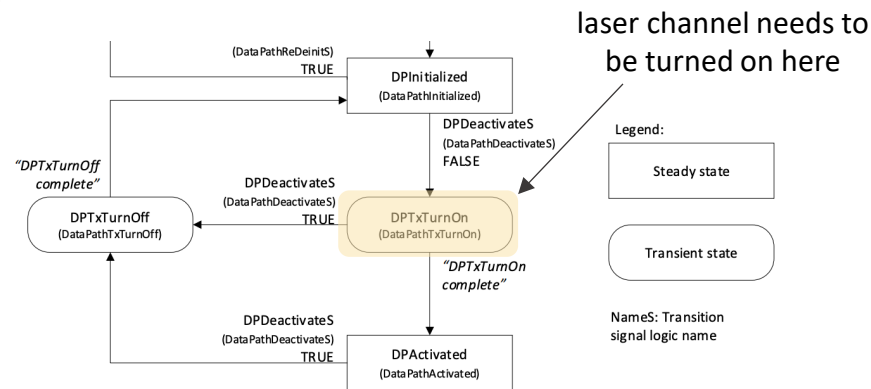 laser channel needs to
be turned on here
(DataPathReDeinitS)
TRUE
DPInitialized
(DataPathInitialized)
DPDeactivateS
(DataPathDeactivateS)
FALSE
Legend:
Steady state
“DPTxTurnOff
complete”
DPDeactivateS
(DataPathDeactivateS)
TRUE
DPTxTurnOff
(DataPathTxTurnOff)
DPTxTurnOn
(DataPathTxTurnOn)
Transient state
“DPTxTurnOn
complete”
NameS: Transition
signal logic name
DPDeactivateS
(DataPathDeactivateS)
TRUE
DPActivated
(DataPathActivated)